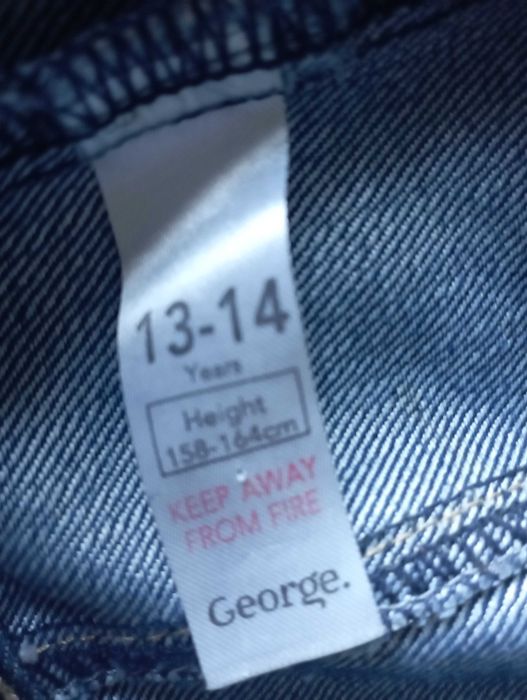 13-14
Years
Height
158-164cm
KEEP AWAY
FROM FIRE
George.